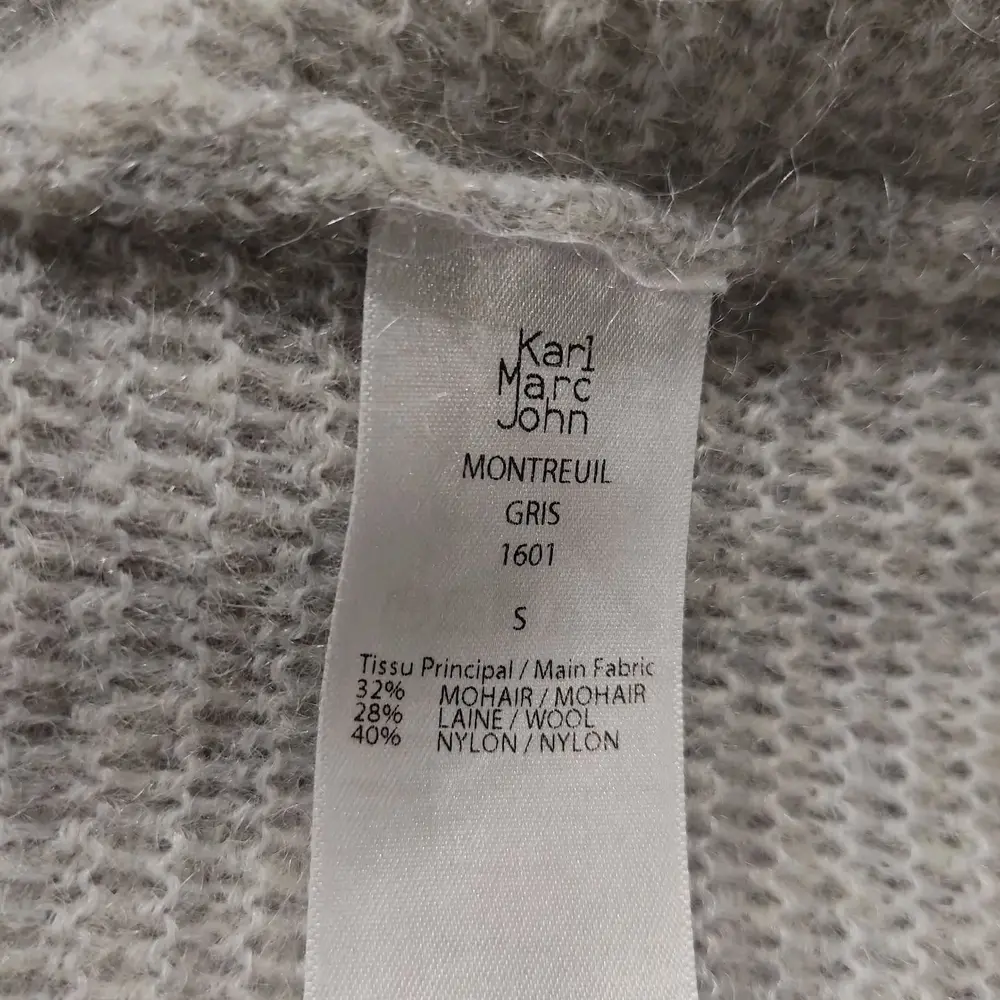 Karl
Marc
John
MONTREUIL
GRIS
1601
S
Tissu Principal / Main Fabric
32% MOHAIR / MOHAIR
28% LAINE / WOOL
40% NYLON / NYLON